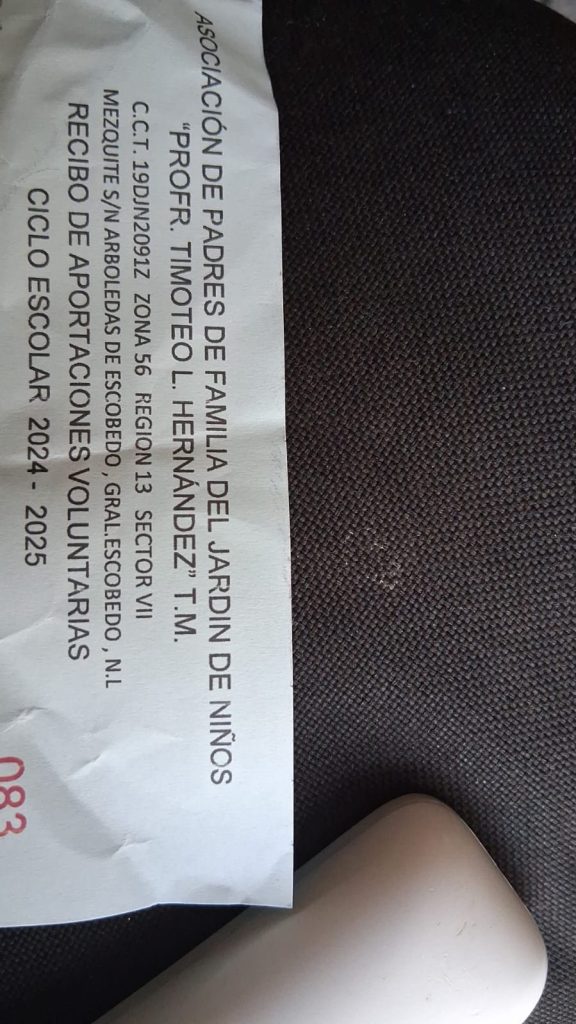 ASOCIACIÓN DE PADRES DE FAMILIA DEL JARDIN DE NIÑOS
“PROFR. TIMOTEO L. HERNÁNDEZ” T.M.
C.C.T. 19DJN2091Z ZONA 56 REGION 13 SECTOR VII
MEZQUITE S/N ARBOLEDAS DE ESCOBEDO , GRAL.ESCOBEDO , N.L
RECIBO DE APORTACIONES VOLUNTARIAS
CICLO ESCOLAR 2024 - 2025
083